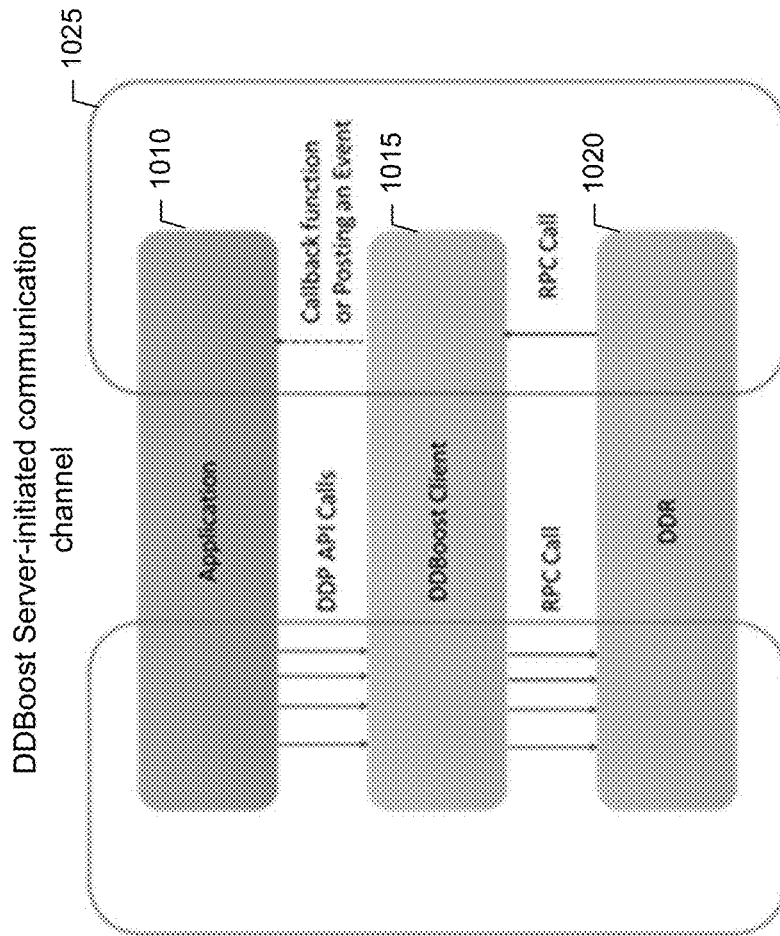 DDBoost Server-initiated communication
channel
1025
1010
Application
DDP API Calls
Callback function
or Posting an Event
1015
DDBoost Client
RPC Call
RPC Call
1020
DDR